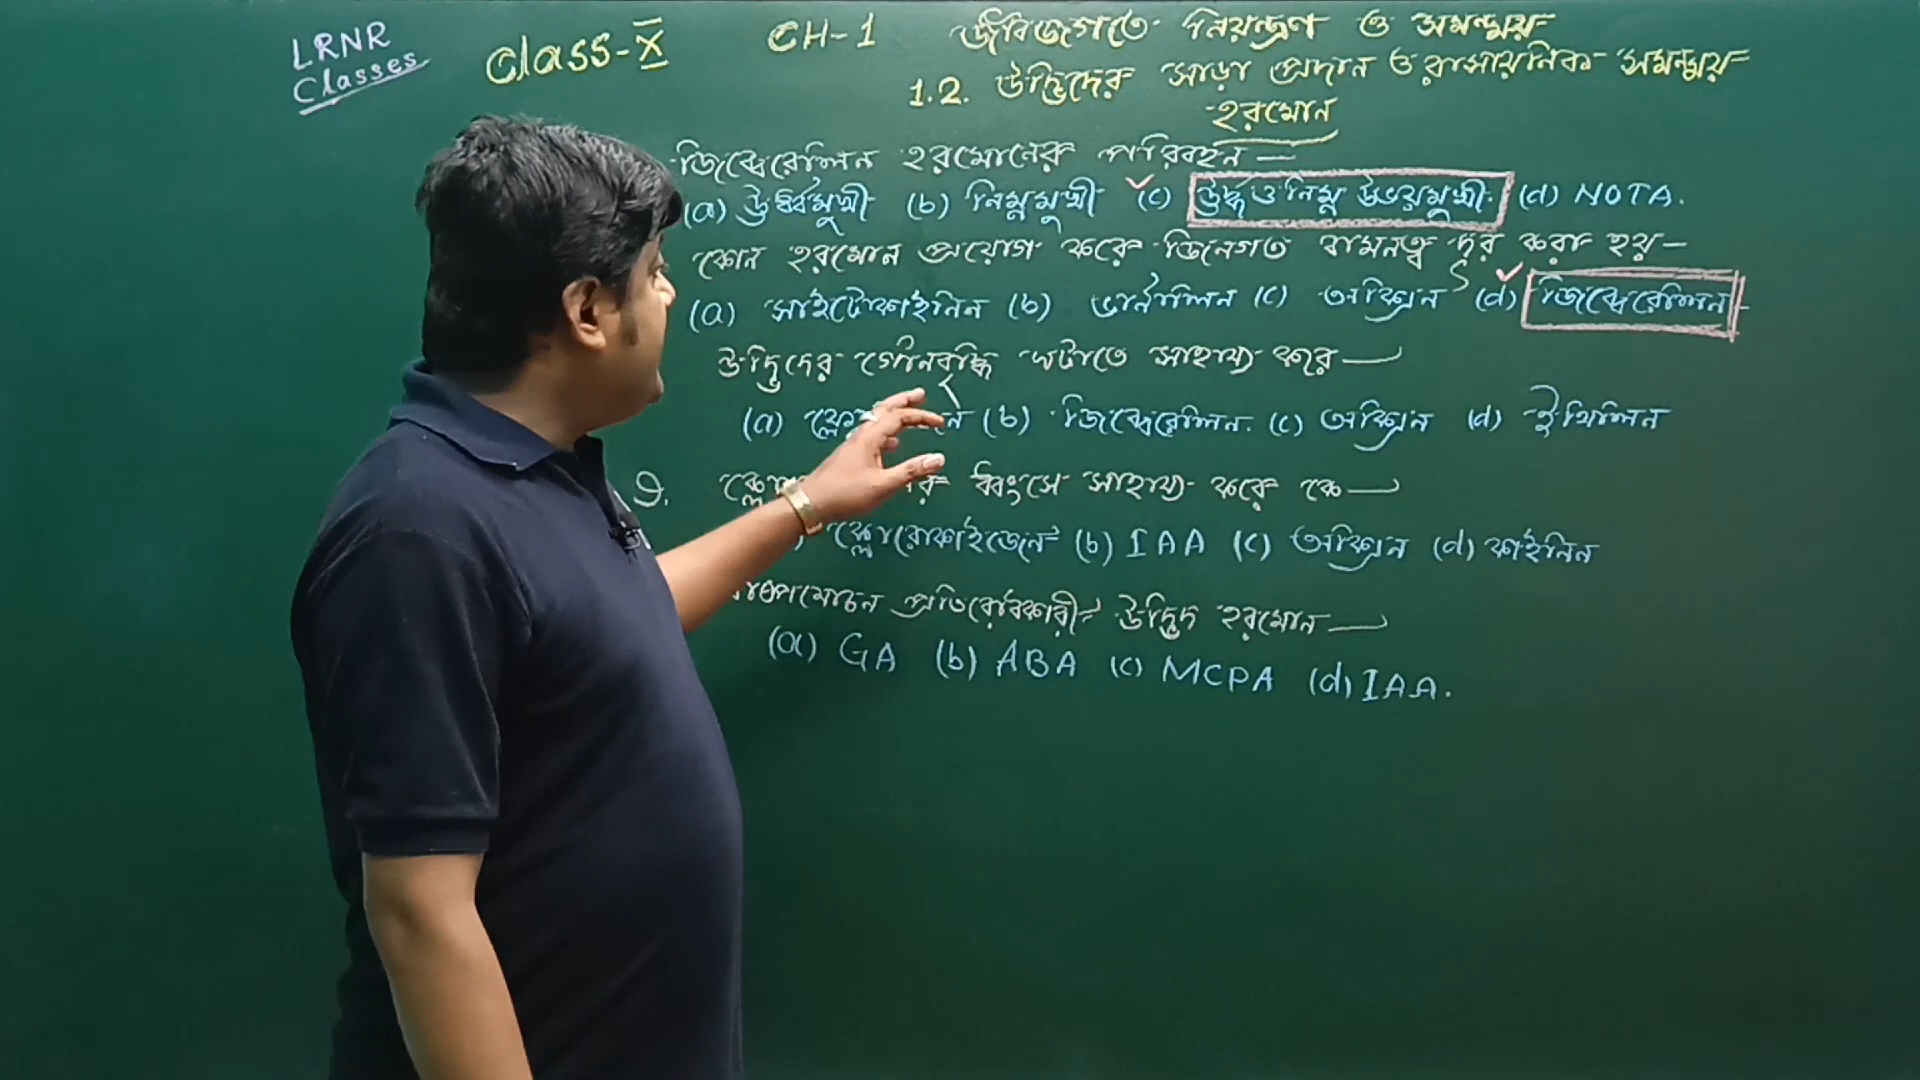 LRNR
Classes
Class-X
CH-1 জীবজগতে নিয়ন্ত্রণ ও সমন্বয়
1.2. উদ্ভিদের সাড়া প্রদান ও রাসায়নিক সমন্বয়
হরমোন
জিব্বেরেলিন হরমোনের পরিবহন —
(a) ঊর্ধ্বমুখী (b) নিম্নমুখী (c) ঊর্দ্ধ ও নিম্ন উভয়মুখী (d) NOTA.
কোন হরমোন প্রয়োগ করে জিনগত বামনত্ব দূর করা হয় —
(a) সাইটোকাইনিন (b) ভার্নালিন (c) অক্সিন (d) জিব্বেরেলিন
উদ্ভিদের গৌনবৃদ্ধি ঘটাতে সাহায্য করে —
(a) (b) জিব্বেরেলিন. (c) অক্সিন (d) ইথিলিন
9. ধ্বংসে সাহায্য করে কে —
(b) IAA (c) অক্সিন (d) কাইনিন
প্রতিরোধকারী উদ্ভিদ হরমোন —
(a) GA (b) ABA (c) MCPA (d) IAA.